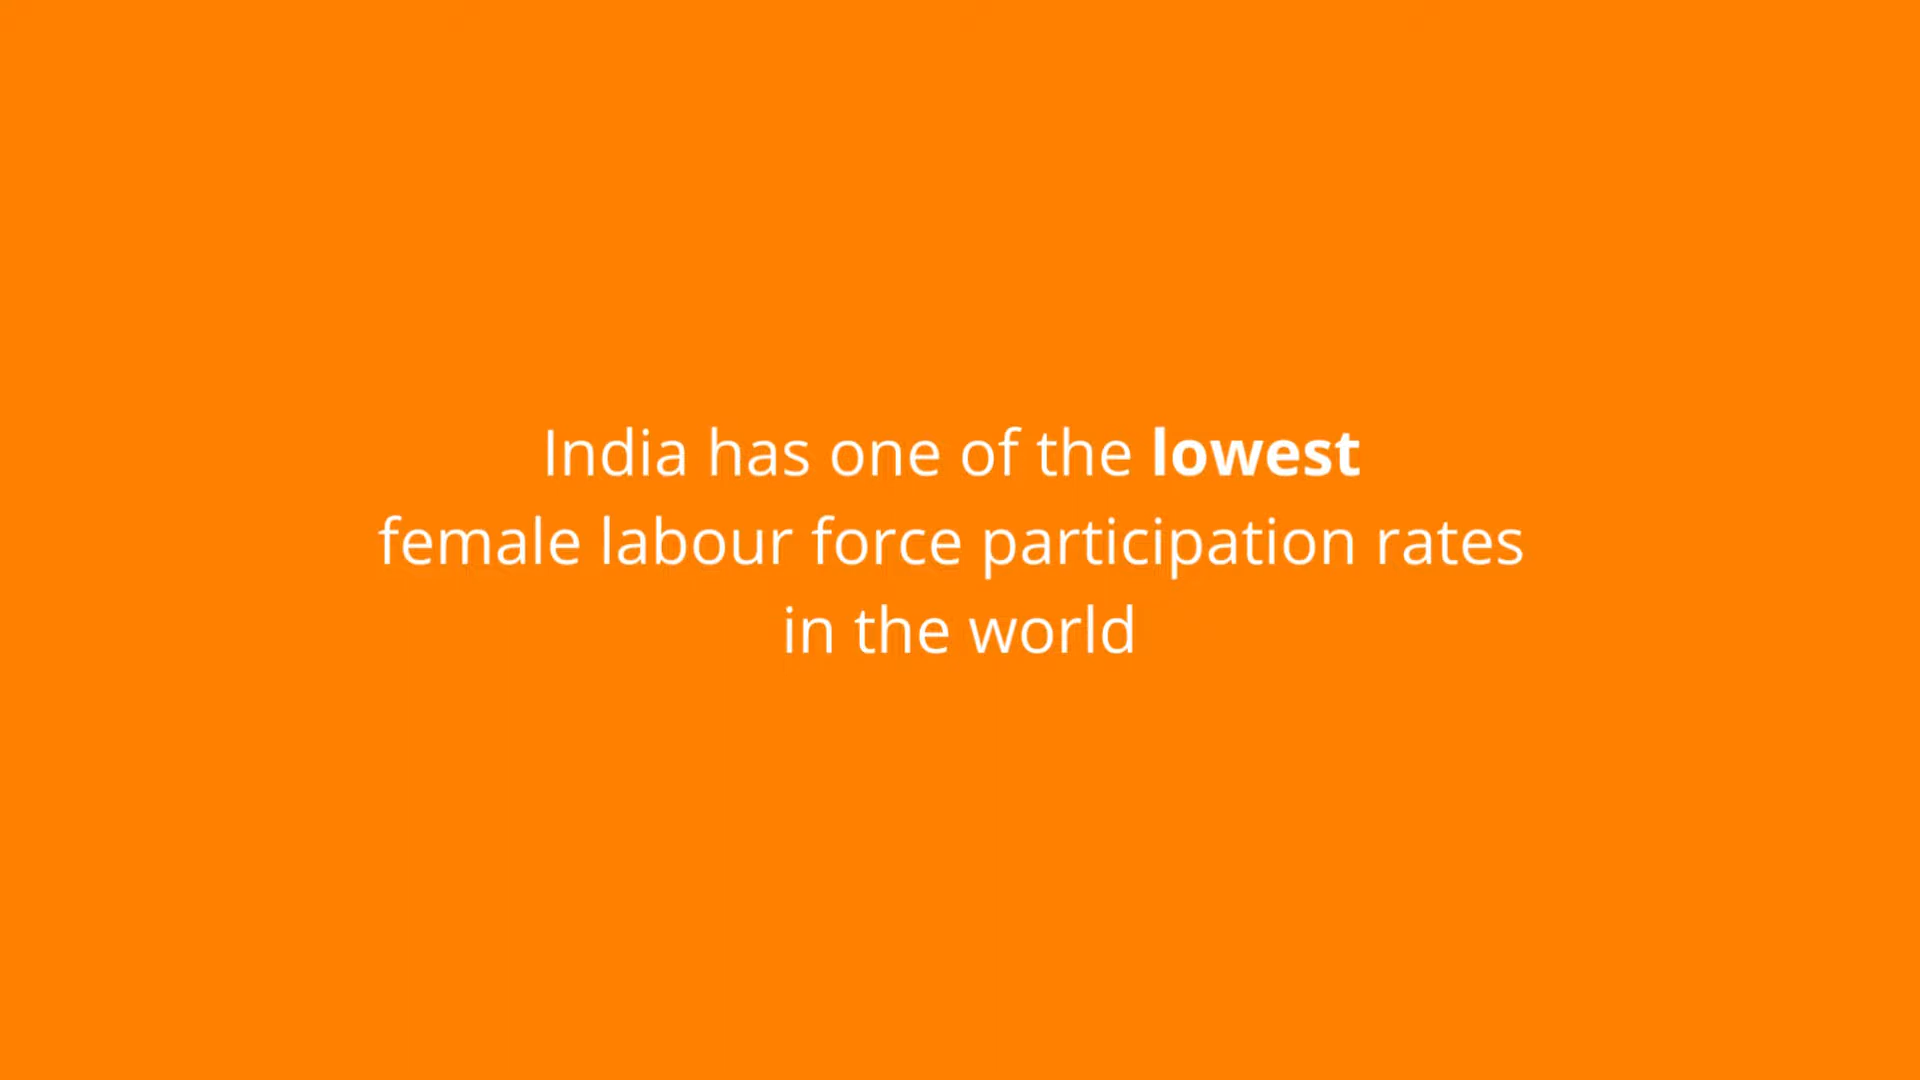 India has one of the lowest
female labour force participation rates
in the world